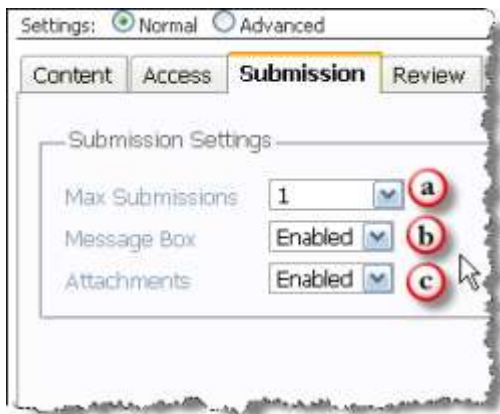 Settings: Normal Advanced
Content Access Submission Review
Submission Settings
Max Submissions 1 a
Message Box Enabled b
Attachments Enabled c